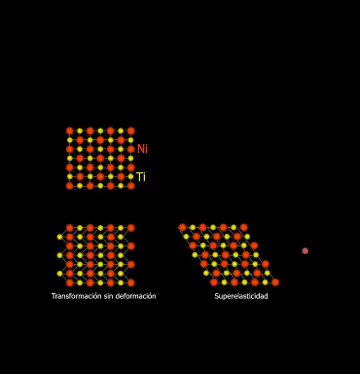 Ni
Ti
Transformación sin deformación
Superelasticidad